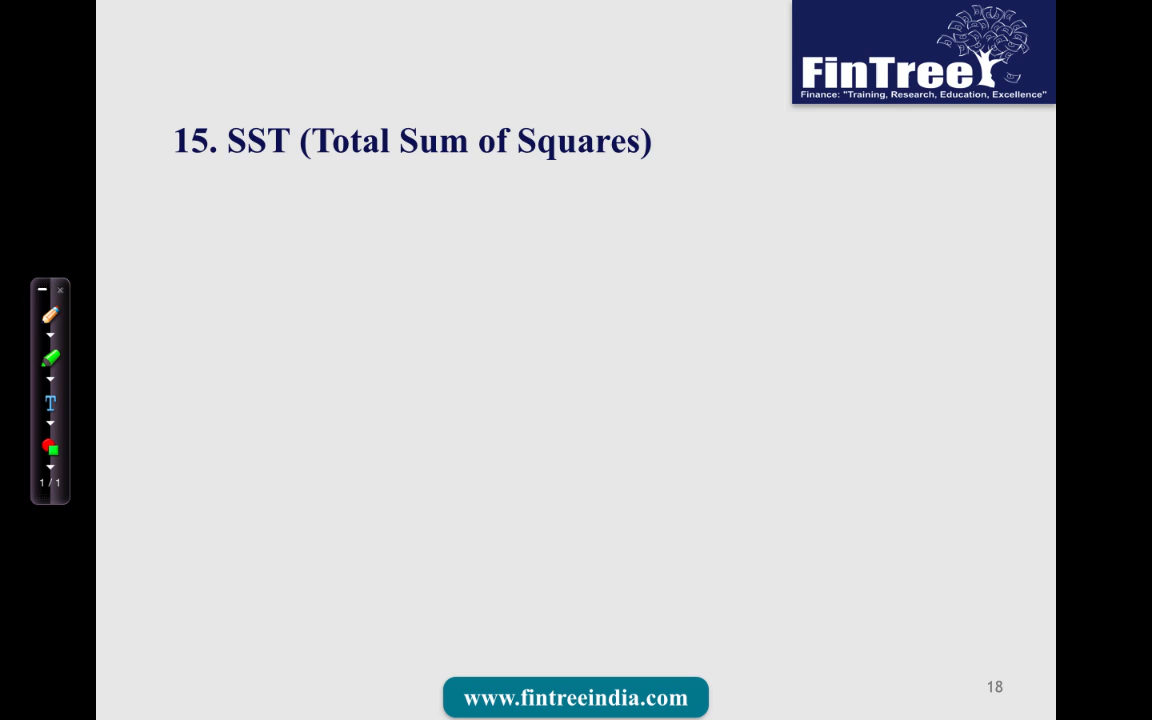 FinTree
Finance: "Training, Research, Education, Excellence"
15. SST (Total Sum of Squares)
T
1 / 1
www.fintreeindia.com
18